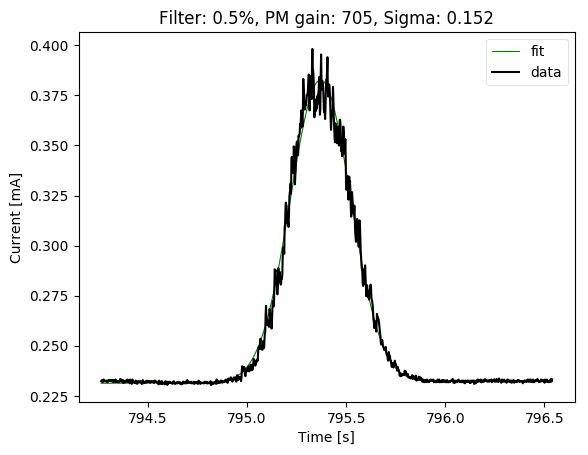 Filter: 0.5%, PM gain: 705, Sigma: 0.152
fit
data
0.400
0.375
0.350
0.325
0.300
0.275
0.250
0.225
Current [mA]
794.5 795.0 795.5 796.0 796.5
Time [s]